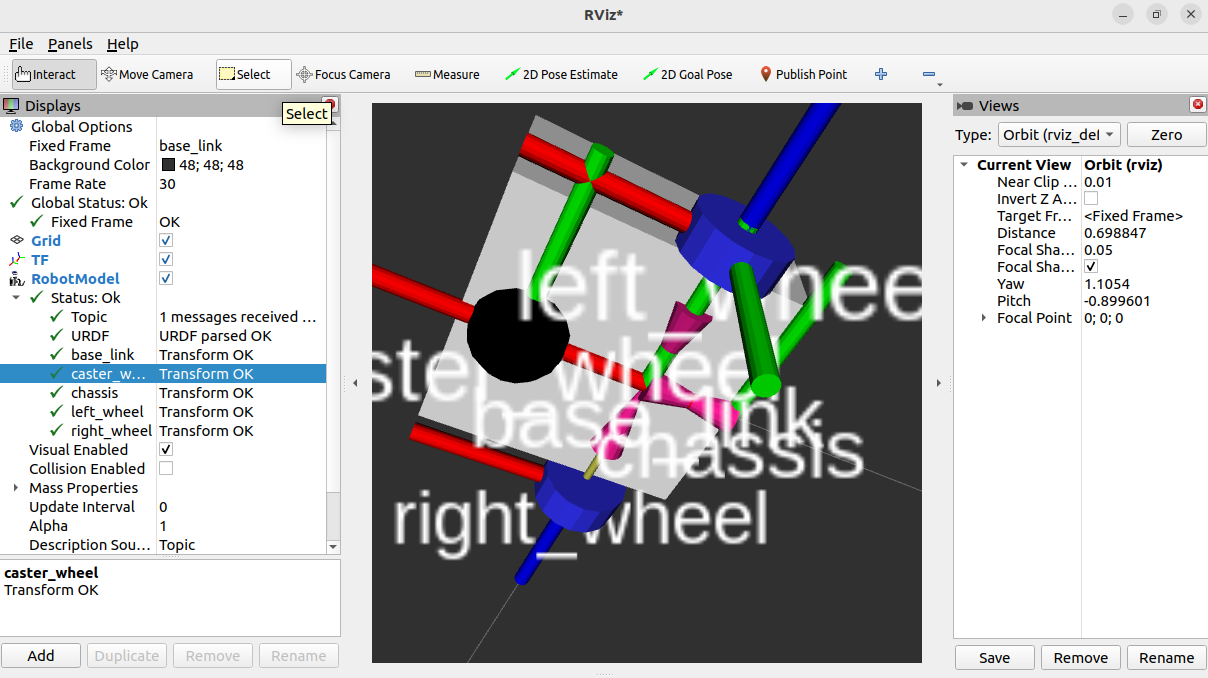 RViz*
File Panels Help
Interact Move Camera Select Focus Camera Measure 2D Pose Estimate 2D Goal Pose Publish Point
Displays
Select
Global Options
Fixed Frame base_link
Background Color 48; 48; 48
Frame Rate 30
Global Status: Ok
Fixed Frame OK
Grid
TF
RobotModel
Status: Ok
Topic 1 messages received ...
URDF URDF parsed OK
base_link Transform OK
caster_w... Transform OK
chassis Transform OK
left_wheel Transform OK
right_wheel Transform OK
Visual Enabled
Collision Enabled
Mass Properties
Update Interval 0
Alpha 1
Description Sou... Topic
caster_wheel
Transform OK
Add Duplicate Remove Rename
left_whee
ster_wheel
base_link
chassis
right_wheel
Views
Type: Orbit (rviz_def Zero
Current View Orbit (rviz)
Near Clip ... 0.01
Invert Z A...
Target Fr... <Fixed Frame>
Distance 0.698847
Focal Sha... 0.05
Focal Sha...
Yaw 1.1054
Pitch -0.899601
Focal Point 0; 0; 0
Save Remove Rename